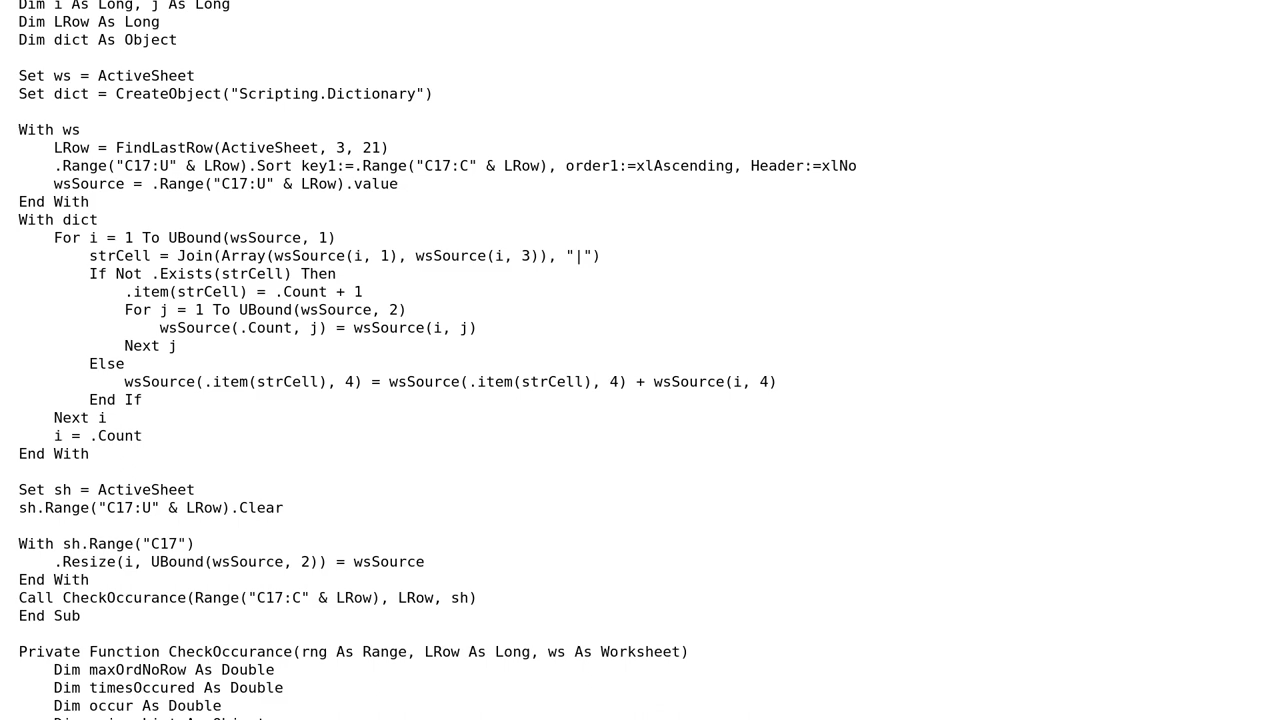 Dim i As Long, j As Long
Dim LRow As Long
Dim dict As Object

Set ws = ActiveSheet
Set dict = CreateObject("Scripting.Dictionary")

With ws
    LRow = FindLastRow(ActiveSheet, 3, 21)
    .Range("C17:U" & LRow).Sort key1:=.Range("C17:C" & LRow), order1:=xlAscending, Header:=xlNo
    wsSource = .Range("C17:U" & LRow).value
End With
With dict
    For i = 1 To UBound(wsSource, 1)
        strCell = Join(Array(wsSource(i, 1), wsSource(i, 3)), "|")
        If Not .Exists(strCell) Then
            .item(strCell) = .Count + 1
            For j = 1 To UBound(wsSource, 2)
                wsSource(.Count, j) = wsSource(i, j)
            Next j
        Else
            wsSource(.item(strCell), 4) = wsSource(.item(strCell), 4) + wsSource(i, 4)
        End If
    Next i
    i = .Count
End With

Set sh = ActiveSheet
sh.Range("C17:U" & LRow).Clear

With sh.Range("C17")
    .Resize(i, UBound(wsSource, 2)) = wsSource
End With
Call CheckOccurance(Range("C17:C" & LRow), LRow, sh)
End Sub

Private Function CheckOccurance(rng As Range, LRow As Long, ws As Worksheet)
    Dim maxOrdNoRow As Double
    Dim timesOccured As Double
    Dim occur As Double